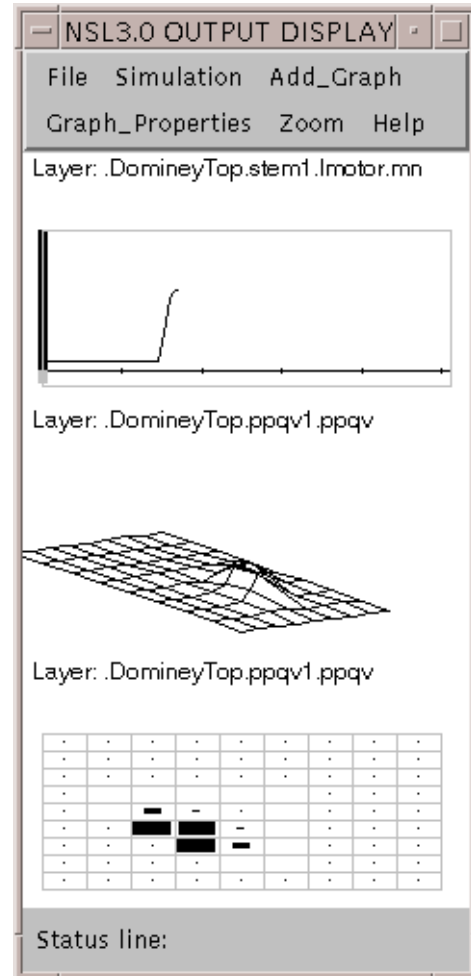 NSL3.0 OUTPUT DISPLAY
File Simulation Add_Graph
Graph_Properties Zoom Help
Layer: .DomineyTop.stem1.lmotor.mn
Layer: .DomineyTop.ppqv1.ppqv
Layer: .DomineyTop.ppqv1.ppqv
Status line: